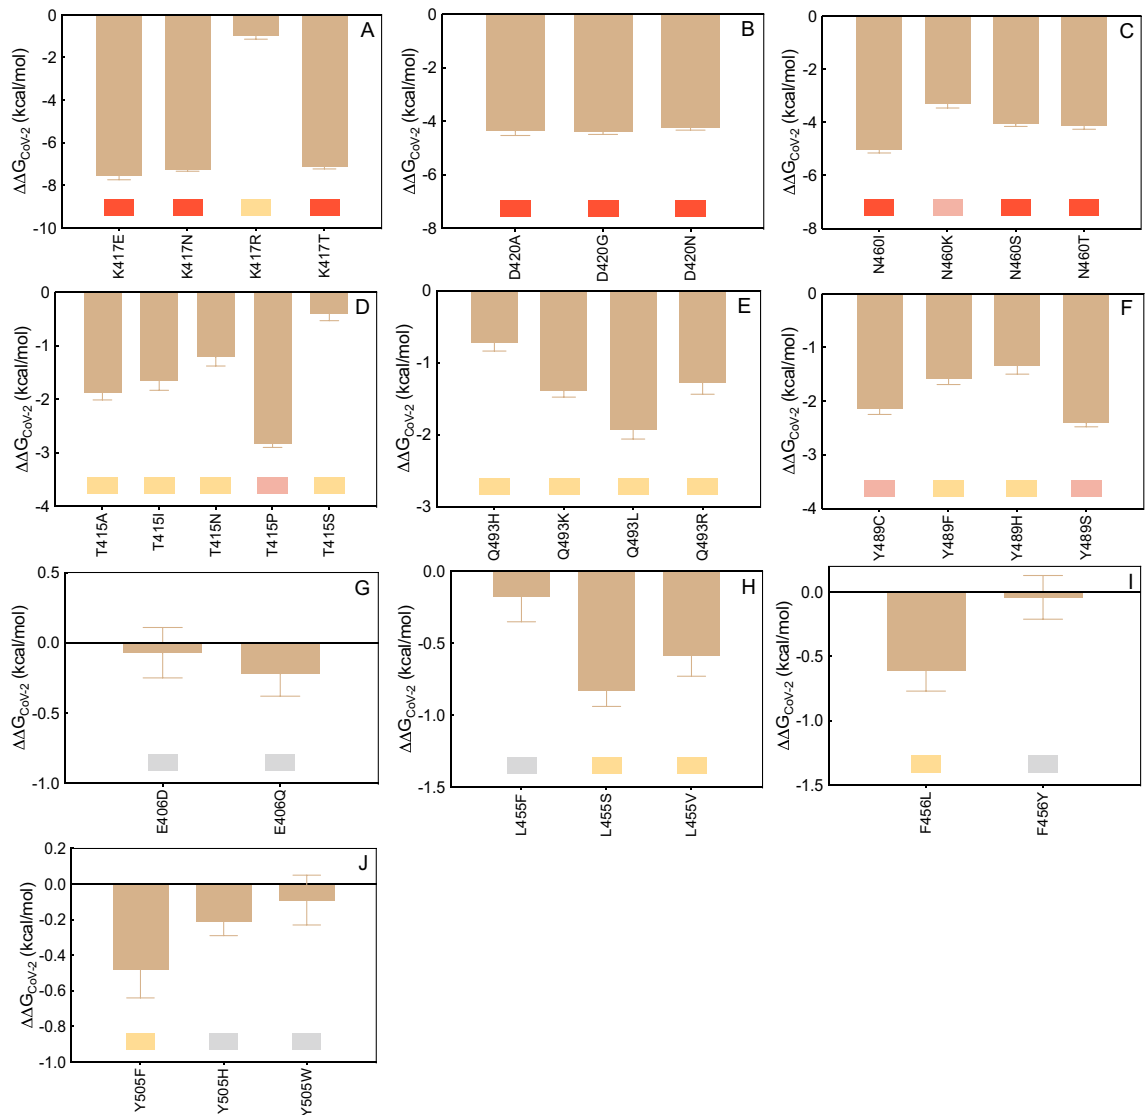 A
ΔΔG_CoV-2 (kcal/mol)
0
-2
-4
-6
-8
-10
K417E
K417N
K417R
K417T
B
ΔΔG_CoV-2 (kcal/mol)
0
-2
-4
-6
-8
D420A
D420G
D420N
C
ΔΔG_CoV-2 (kcal/mol)
0
-2
-4
-6
-8
N460I
N460K
N460S
N460T
D
ΔΔG_CoV-2 (kcal/mol)
0
-1
-2
-3
-4
T415A
T415I
T415N
T415P
T415S
E
ΔΔG_CoV-2 (kcal/mol)
0
-1
-2
-3
Q493H
Q493K
Q493L
Q493R
F
ΔΔG_CoV-2 (kcal/mol)
0
-1
-2
-3
-4
Y489C
Y489F
Y489H
Y489S
G
ΔΔG_CoV-2 (kcal/mol)
0.5
0.0
-0.5
-1.0
E406D
E406Q
H
ΔΔG_CoV-2 (kcal/mol)
0.0
-0.5
-1.0
-1.5
L455F
L455S
L455V
I
ΔΔG_CoV-2 (kcal/mol)
0.0
-0.5
-1.0
-1.5
F456L
F456Y
J
ΔΔG_CoV-2 (kcal/mol)
0.2
0.0
-0.2
-0.4
-0.6
-0.8
-1.0
Y505F
Y505H
Y505W